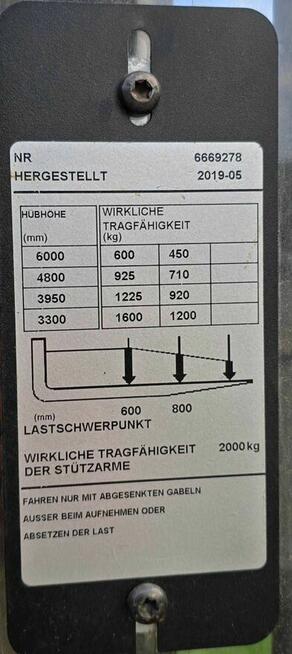 NR 6669278
HERGESTELLT 2019-05
HUBHÖHE WIRKLICHE
TRAGFÄHIGKEIT
(mm) (kg)
6000 600 450
4800 925 710
3950 1225 920
3300 1600 1200
(mm) 600 800
LASTSCHWERPUNKT
WIRKLICHE TRAGFÄHIGKEIT 2000 kg
DER STÜTZARME
FAHREN NUR MIT ABGESENKTEN GABELN
AUSSER BEIM AUFNEHMEN ODER
ABSETZEN DER LAST